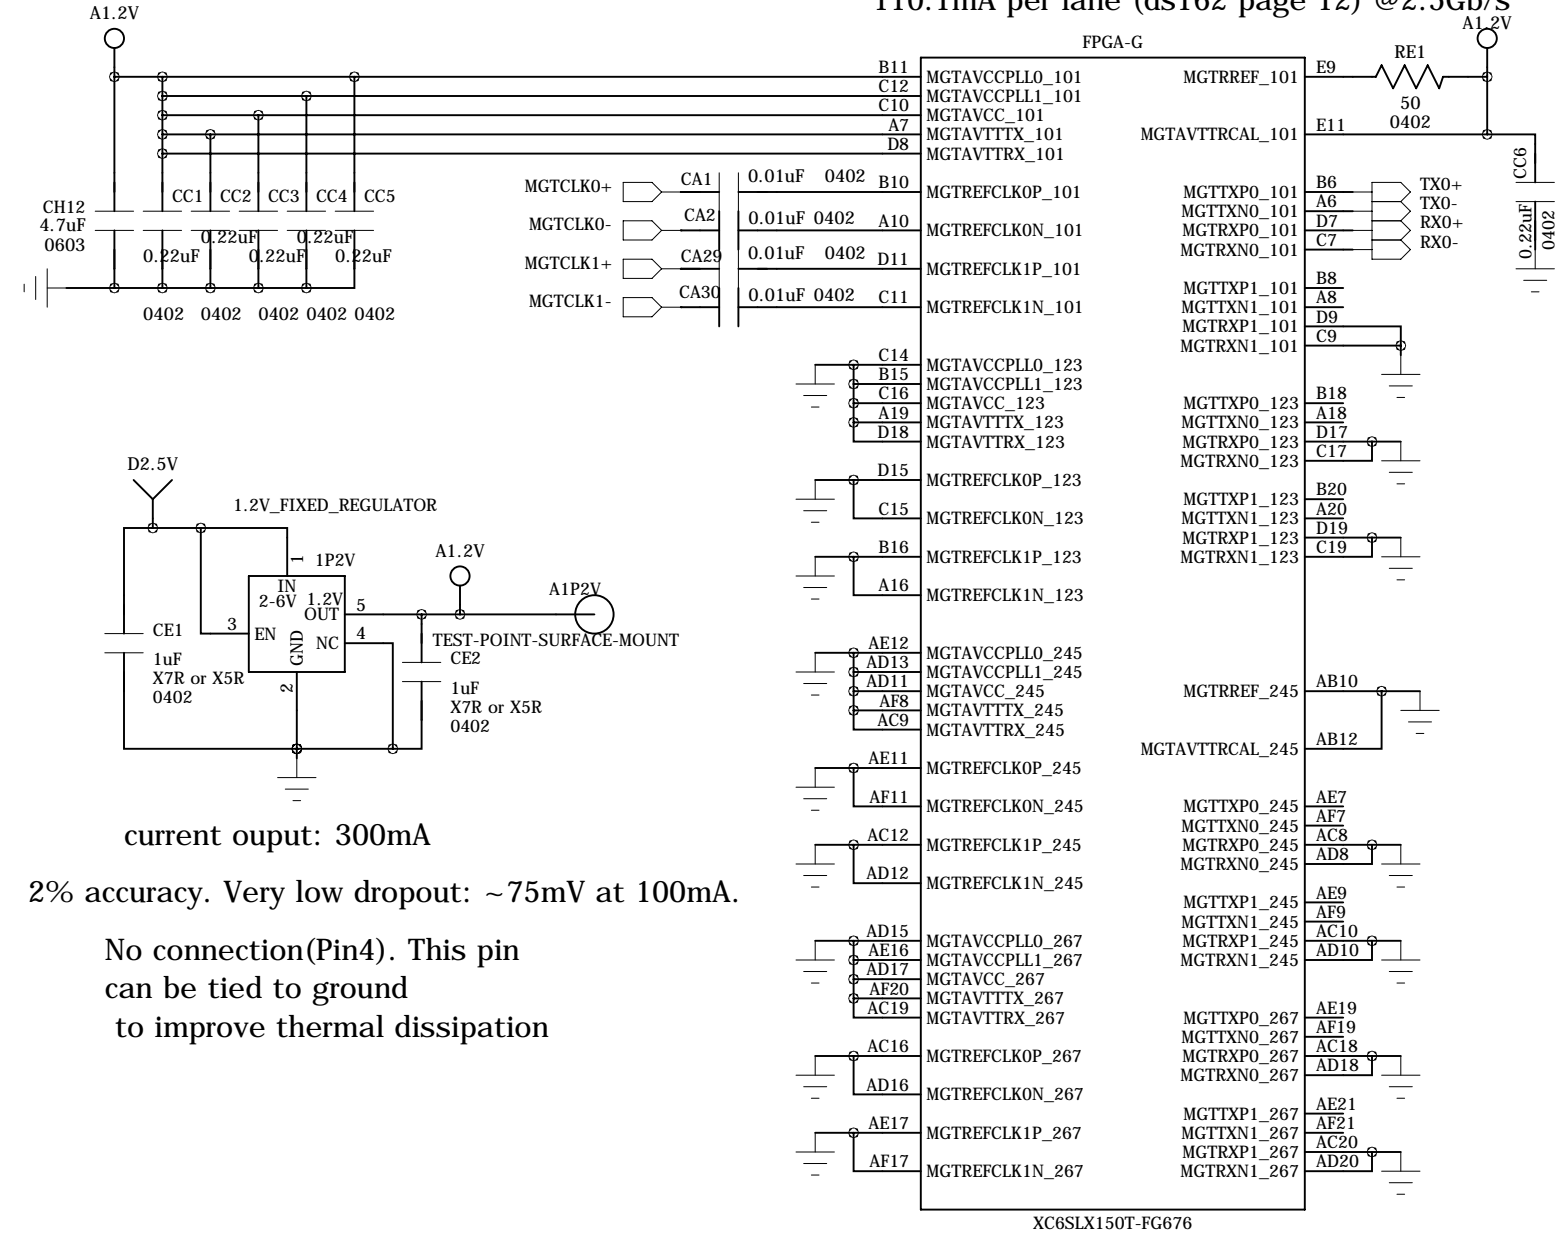 110.1mA per lane (ds162 page 12) @2.5Gb/s
A1.2V
CH12
4.7uF
0603
CC1 CC2 CC3 CC4 CC5
0.22uF 0.22uF
0.22uF 0.22uF 0.22uF
0402 0402 0402 0402 0402
MGTCLK0+ CA1 0.01uF 0402
MGTCLK0- CA2 0.01uF 0402
MGTCLK1+ CA29 0.01uF 0402
MGTCLK1- CA30 0.01uF 0402
FPGA-G
B11 MGTAVCCPLL0_101
C12 MGTAVCCPLL1_101
C10 MGTAVCC_101
A7 MGTAVTTTX_101
D8 MGTAVTTRX_101
B10 MGTREFCLK0P_101
A10 MGTREFCLK0N_101
D11 MGTREFCLK1P_101
C11 MGTREFCLK1N_101
C14 MGTAVCCPLL0_123
B15 MGTAVCCPLL1_123
C16 MGTAVCC_123
A19 MGTAVTTTX_123
D18 MGTAVTTRX_123
D15 MGTREFCLK0P_123
C15 MGTREFCLK0N_123
B16 MGTREFCLK1P_123
A16 MGTREFCLK1N_123
AE12 MGTAVCCPLL0_245
AD13 MGTAVCCPLL1_245
AD11 MGTAVCC_245
AF8 MGTAVTTTX_245
AC9 MGTAVTTRX_245
AE11 MGTREFCLK0P_245
AF11 MGTREFCLK0N_245
AC12 MGTREFCLK1P_245
AD12 MGTREFCLK1N_245
AD15 MGTAVCCPLL0_267
AE16 MGTAVCCPLL1_267
AD17 MGTAVCC_267
AF20 MGTAVTTTX_267
AC19 MGTAVTTRX_267
AC16 MGTREFCLK0P_267
AD16 MGTREFCLK0N_267
AE17 MGTREFCLK1P_267
AF17 MGTREFCLK1N_267
MGTRREF_101 E9
MGTAVTTRCAL_101 E11
MGTTXP0_101 B6 TX0+
MGTTXN0_101 A6 TX0-
MGTRXP0_101 D7 RX0+
MGTRXN0_101 C7 RX0-
MGTTXP1_101 B8
MGTTXN1_101 A8
MGTRXP1_101 D9
MGTRXN1_101 C9
MGTTXP0_123 B18
MGTTXN0_123 A18
MGTRXP0_123 D17
MGTRXN0_123 C17
MGTTXP1_123 B20
MGTTXN1_123 A20
MGTRXP1_123 D19
MGTRXN1_123 C19
MGTRREF_245 AB10
MGTAVTTRCAL_245 AB12
MGTTXP0_245 AE7
MGTTXN0_245 AF7
MGTRXP0_245 AC8
MGTRXN0_245 AD8
MGTTXP1_245 AE9
MGTTXN1_245 AF9
MGTRXP1_245 AC10
MGTRXN1_245 AD10
MGTTXP0_267 AE19
MGTTXN0_267 AF19
MGTRXP0_267 AC18
MGTRXN0_267 AD18
MGTTXP1_267 AE21
MGTTXN1_267 AF21
MGTRXP1_267 AC20
MGTRXN1_267 AD20
XC6SLX150T-FG676
A1.2V
RE1
50
0402
CC6
0.22uF
0402
D2.5V
1.2V_FIXED_REGULATOR
1 1P2V
IN
2-6V 1.2V
OUT 5
3 EN
GND
NC 4
2
A1.2V
A1P2V
TEST-POINT-SURFACE-MOUNT
CE1
1uF
X7R or X5R
0402
CE2
1uF
X7R or X5R
0402
current ouput: 300mA
2% accuracy. Very low dropout: ~75mV at 100mA.
No connection(Pin4). This pin
can be tied to ground
to improve thermal dissipation